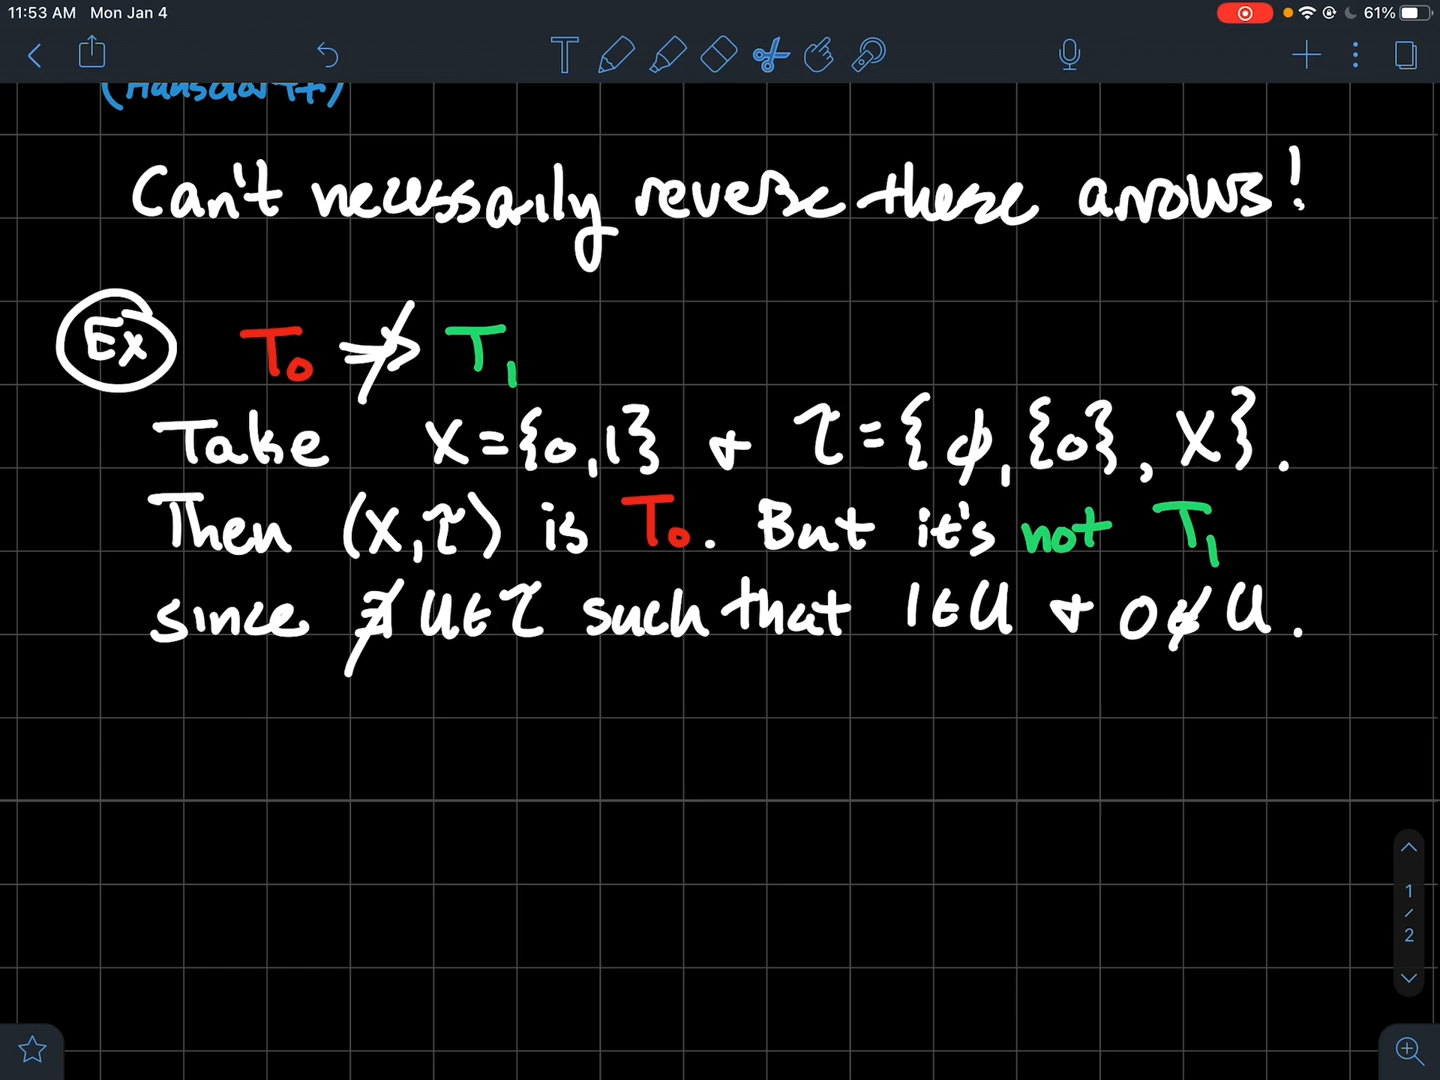 11:53 AM Mon Jan 4
61%
T
(Hausdorff)
Can't necessarily reverse these arrows!
Ex T₀ ⇏ T₁
Take X={0,1} & τ={ϕ,{0},X}.
Then (X,τ) is T₀. But it's not T₁
since ∄ U∈τ such that 1∈U & 0∉U.
1
/
2